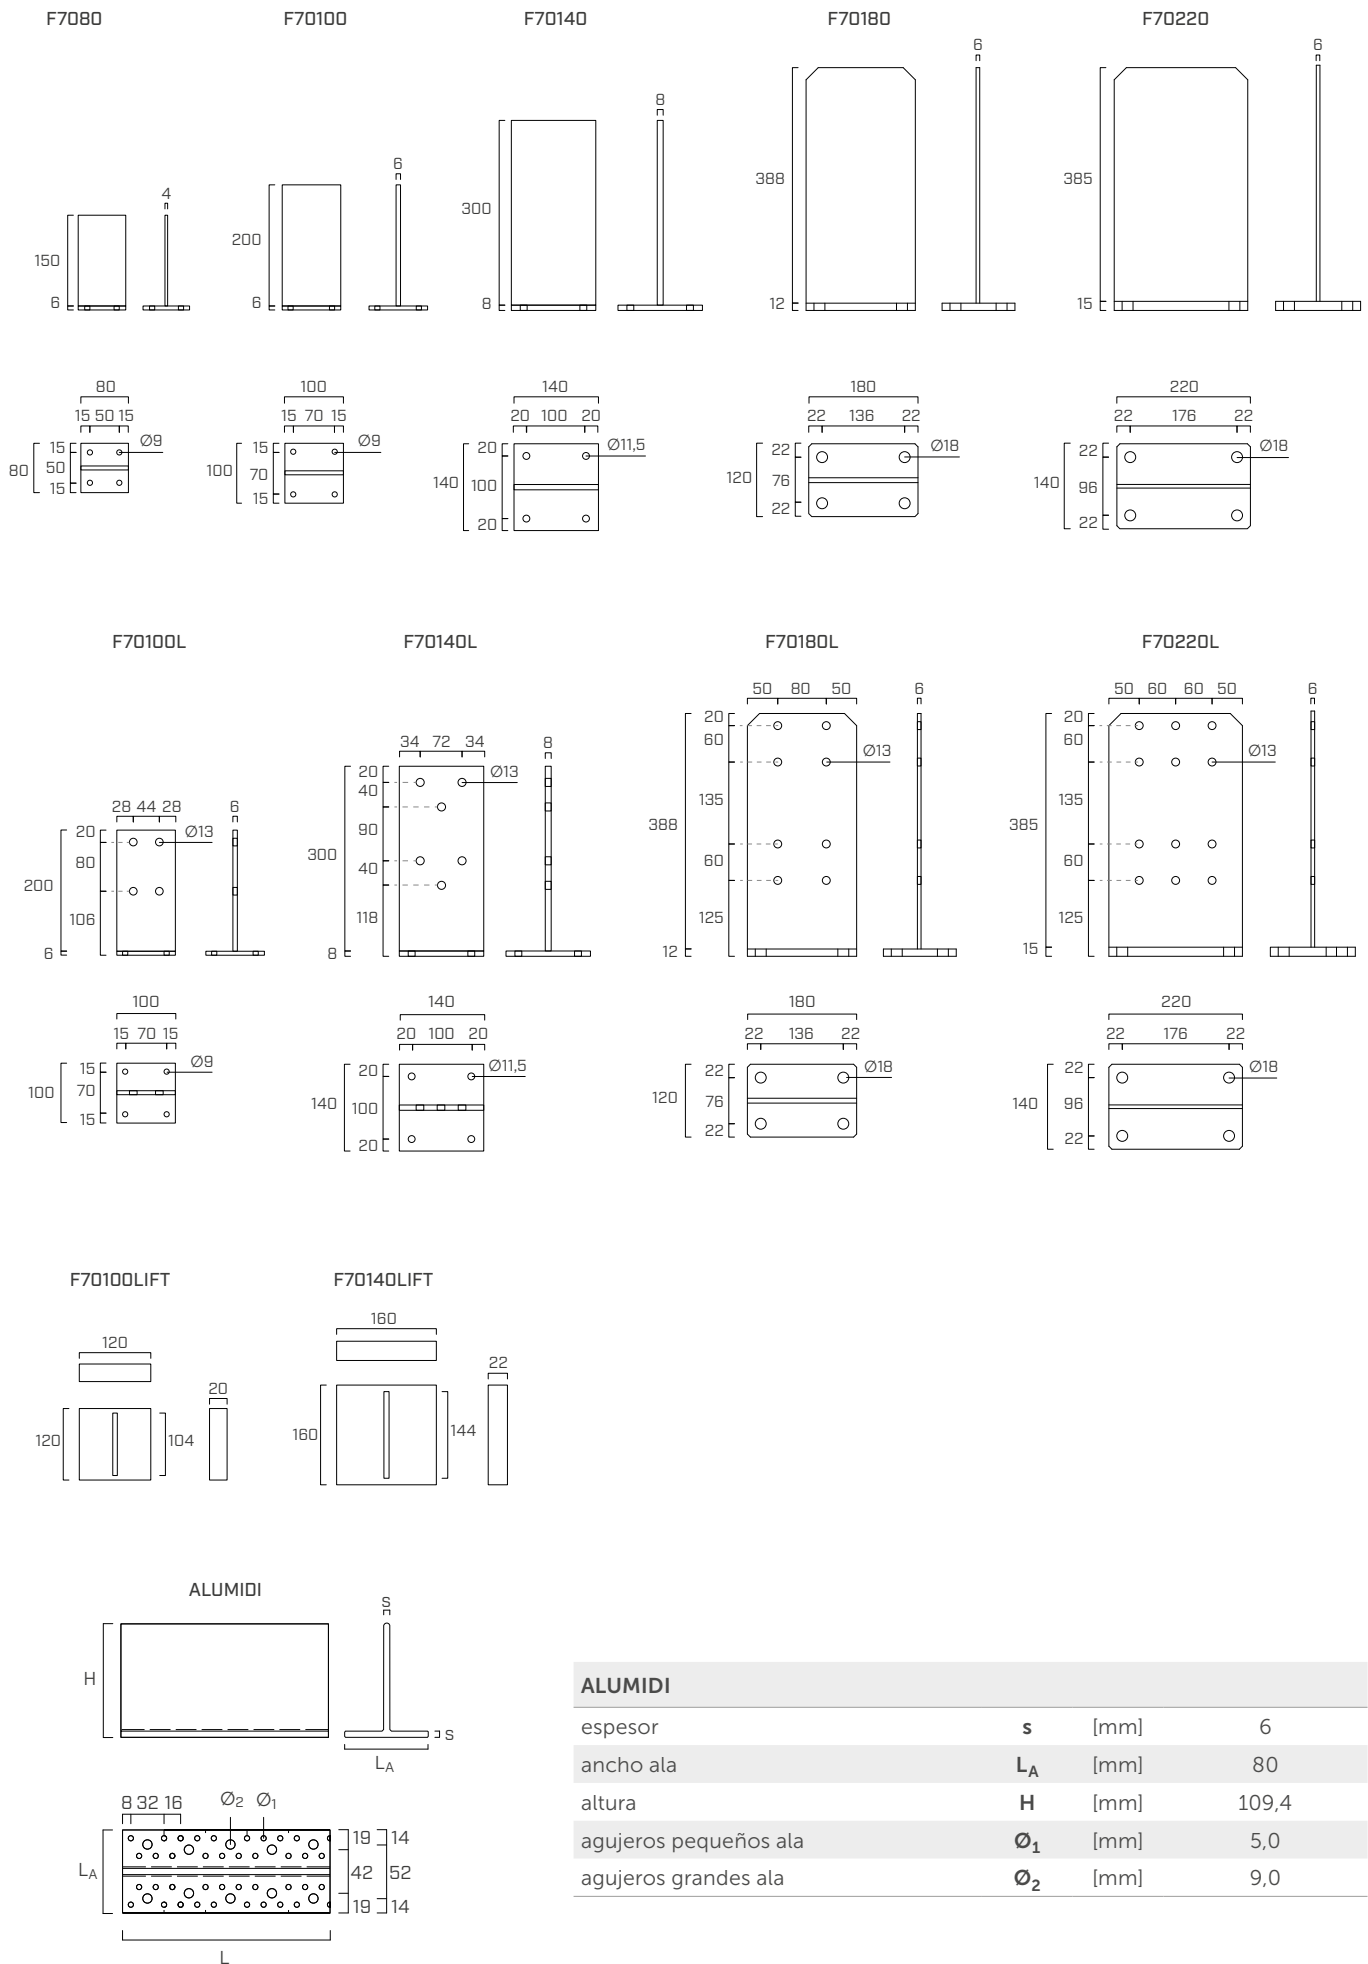 F7080 F70100 F70140 F70180 F70220
6 6
8
6
4
388 385
300
200
150
6 6 8 12 15
80 100 140 180 220
15 50 15 15 70 15 20 100 20 22 136 22 22 176 22
80 15 50 15 Ø9
100 15 70 15 Ø9
140 20 100 20 Ø11,5
120 22 76 22 Ø18
140 22 96 22 Ø18
F70100L F70140L F70180L F70220L
28 44 28 6
20 80 106 Ø13
200
6
34 72 34 8
20 40 90 40 118 Ø13
300
8
50 80 50 6
20 60 135 60 125 Ø13
388
12
50 60 60 50 6
20 60 135 60 125 Ø13
385
15
100 140 180 220
15 70 15 20 100 20 22 136 22 22 176 22
100 15 70 15 Ø9
140 20 100 20 Ø11,5
120 22 76 22 Ø18
140 22 96 22 Ø18
F70100LIFT F70140LIFT
120
20
120 104
160
22
160 144
ALUMIDI
s
H
s
L_A
8 32 16 Ø2 Ø1
L_A
19 14
42 52
19 14
L
ALUMIDI
espesor s [mm] 6
ancho ala L_A [mm] 80
altura H [mm] 109,4
agujeros pequeños ala Ø1 [mm] 5,0
agujeros grandes ala Ø2 [mm] 9,0